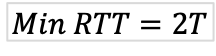 Min RTT = 2T